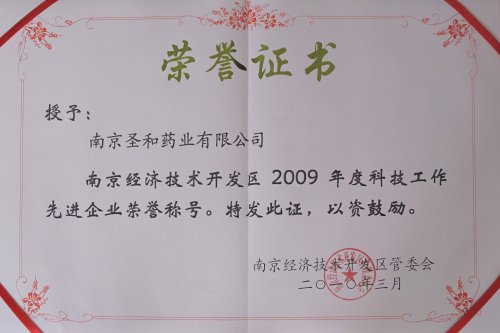 荣誉证书
授予：
南京圣和药业有限公司
南京经济技术开发区 2009 年度科技工作
先进企业荣誉称号。特发此证，以资鼓励。
南京经济技术开发区管委会
二〇一〇年三月